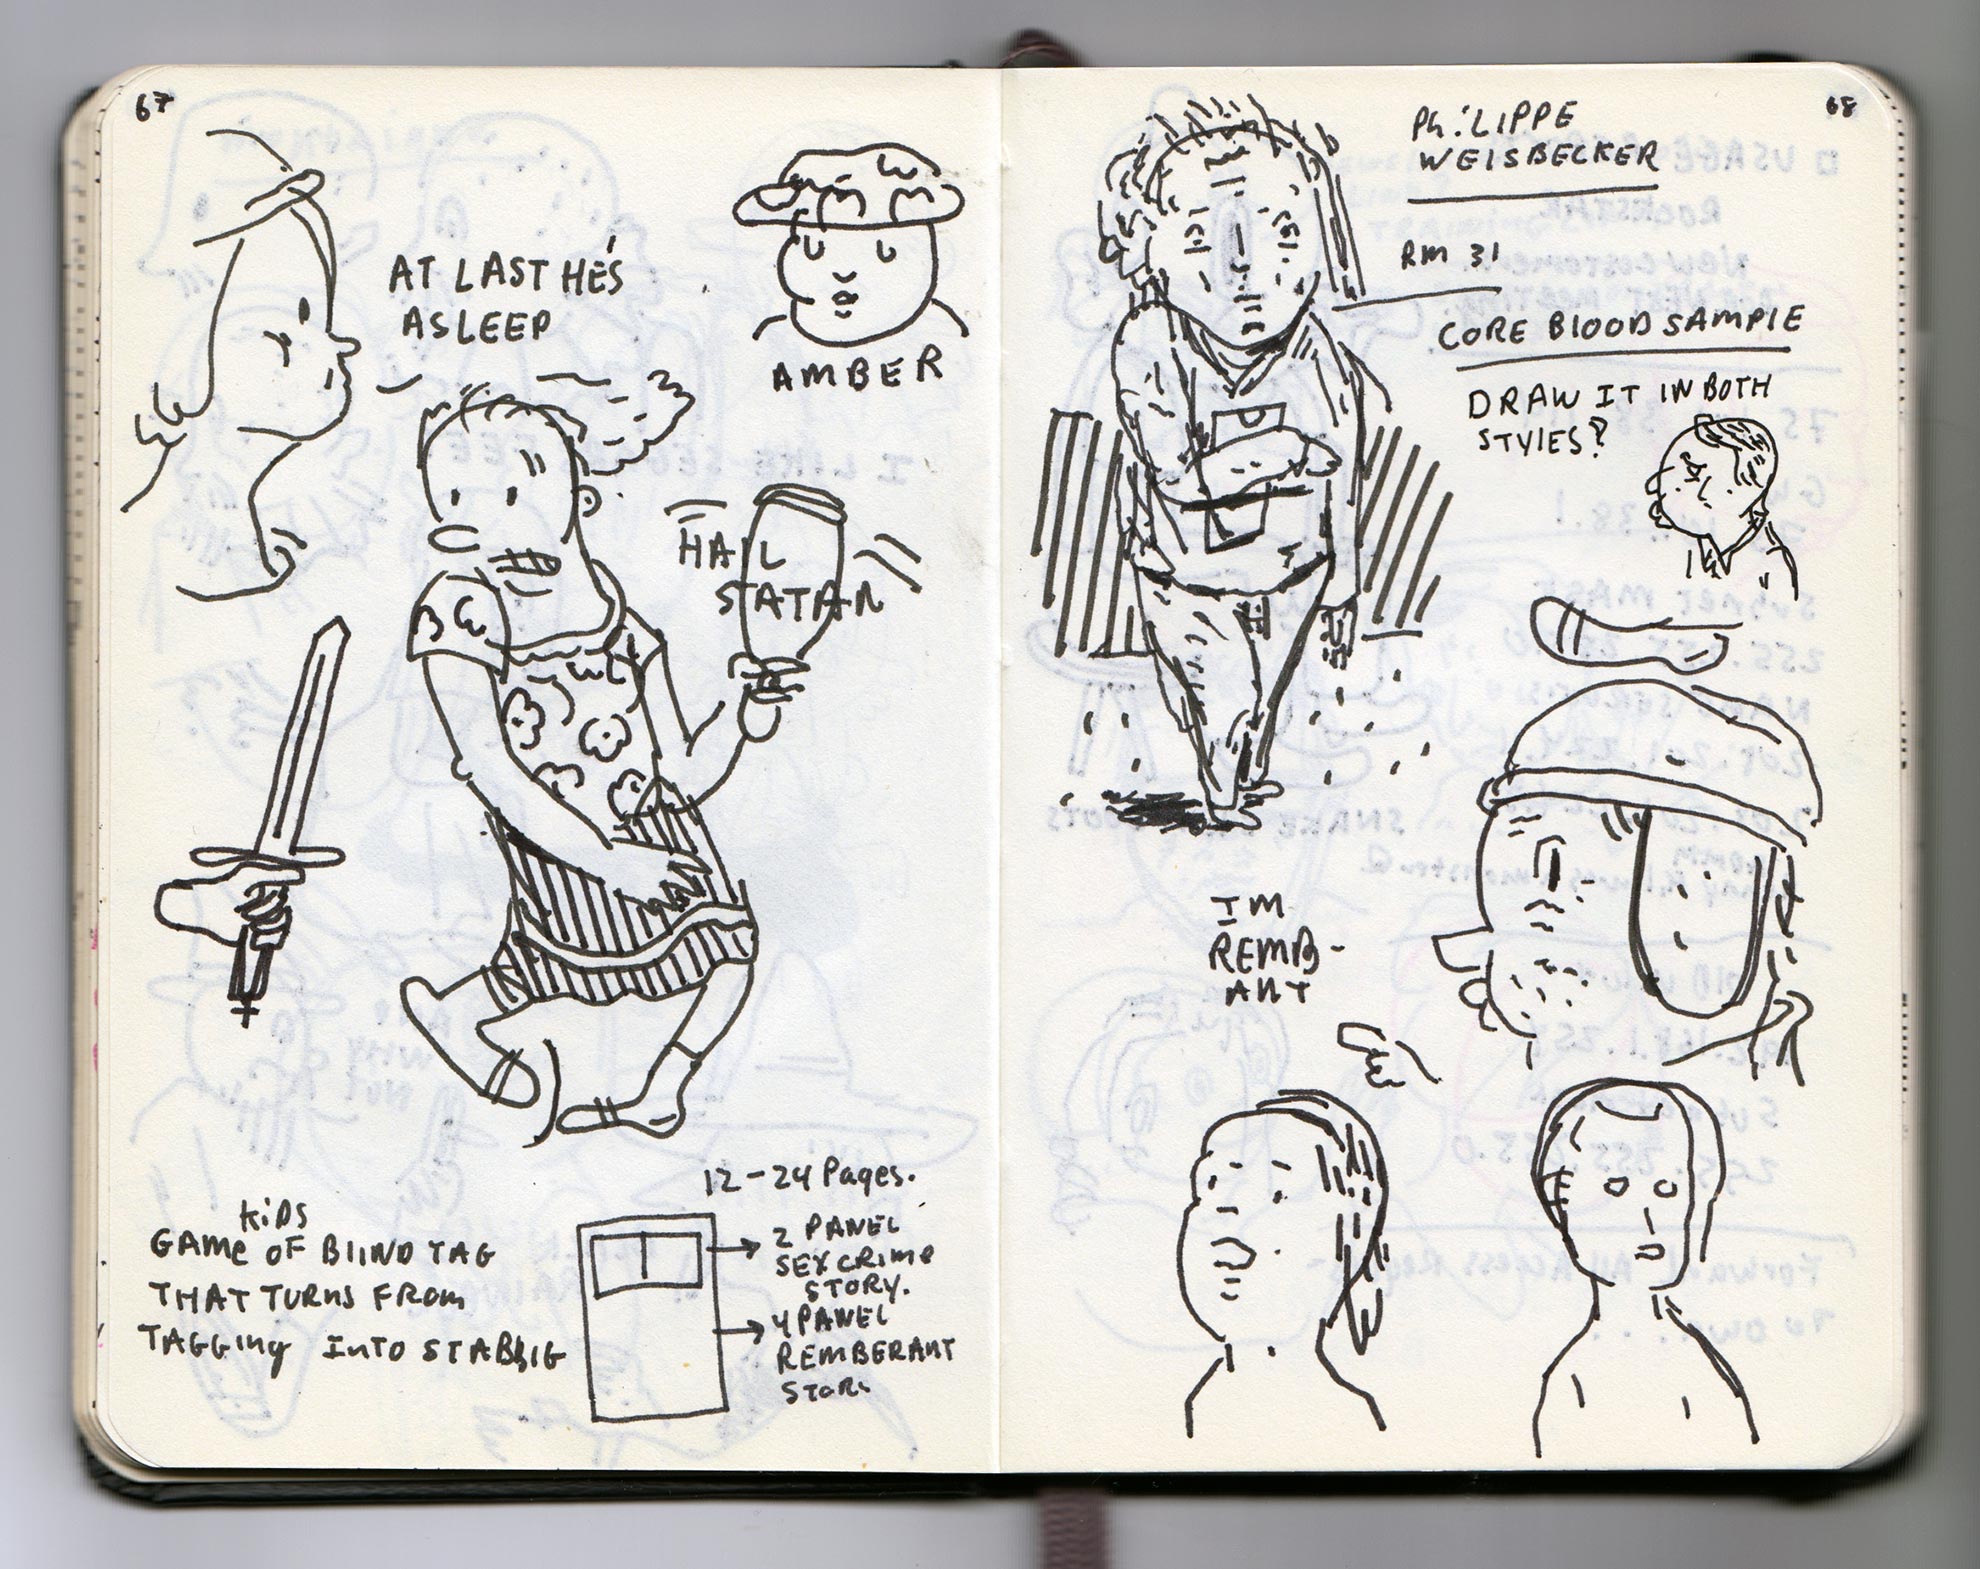 67
AT LAST HE'S
ASLEEP
AMBER
HAIL
SATAN
KIDS
GAME OF BLIND TAG
THAT TURNS FROM
TAGGING INTO STABBIG
12-24 Pages.
2 PANEL
SEX CRIME
STORY.
4 PANEL
REMBERANT
68
PhiLIPPE
WEISBECKER
RM 31
CORE BLOOD SAMPLE
DRAW IT IN BOTH
STYLES?
I'M
REMB-
ANT